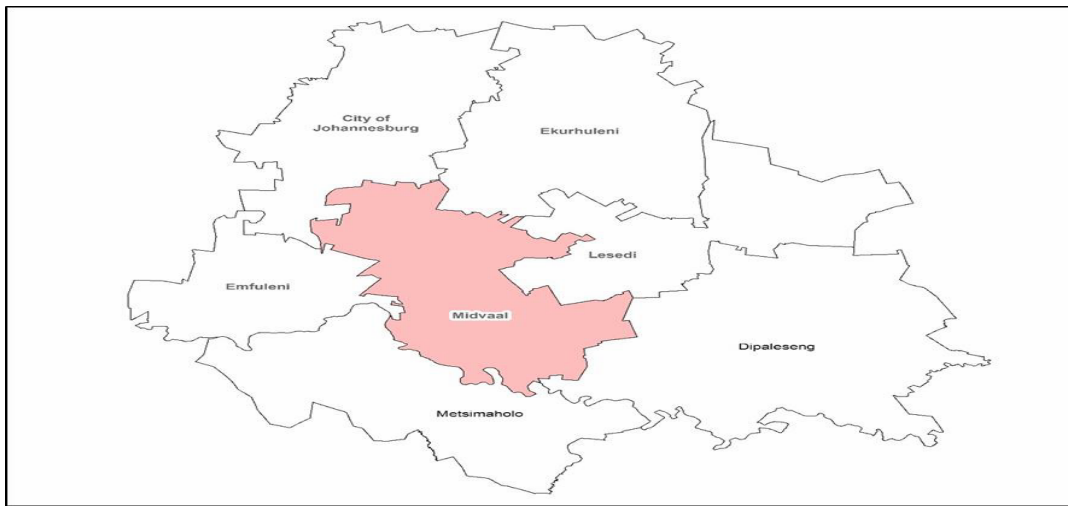 City of
Johannesburg
Ekurhuleni
Lesedi
Emfuleni
Midvaal
Dipaleseng
Metsimaholo